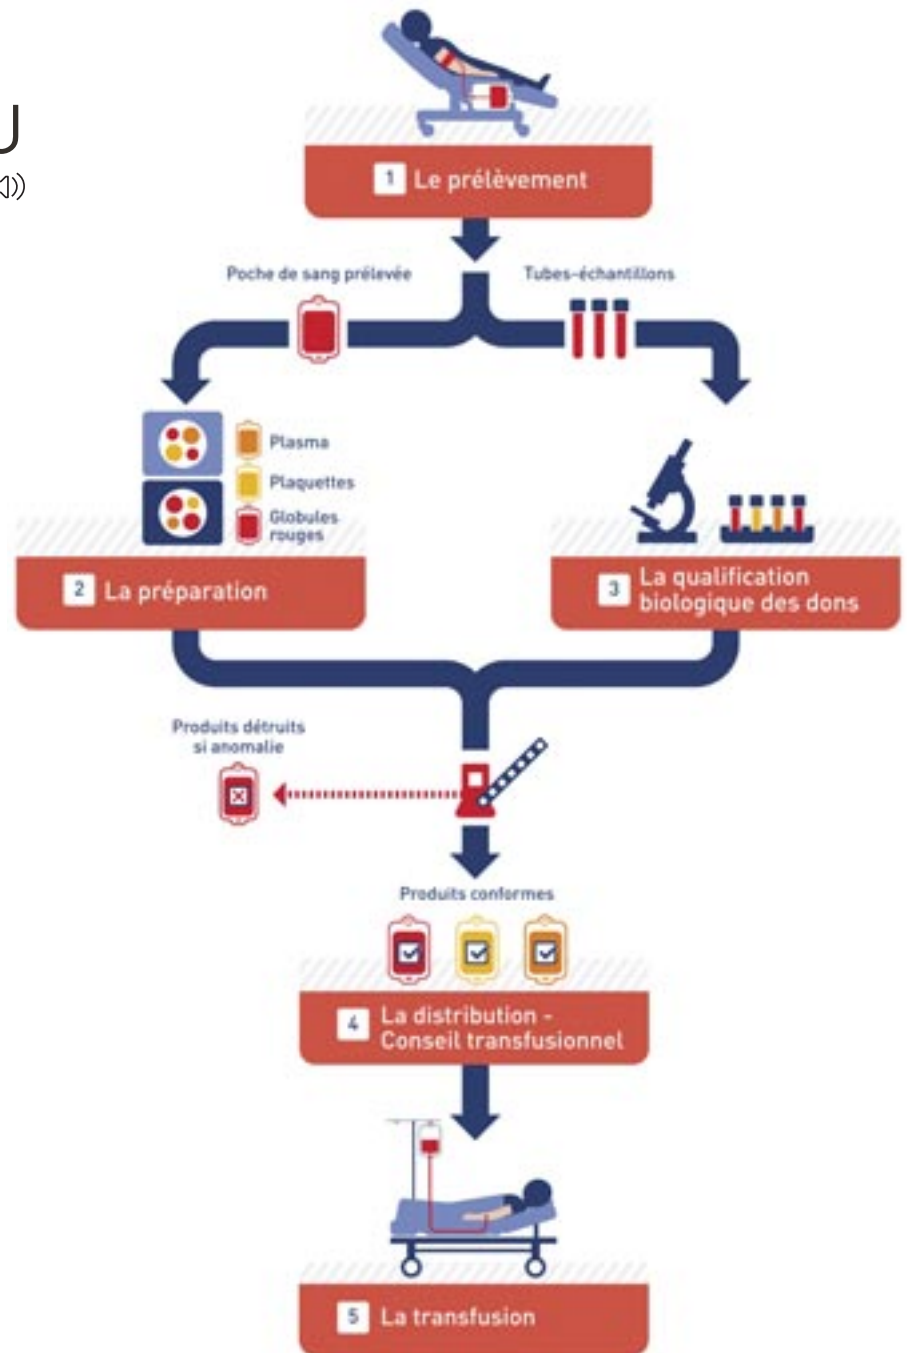 U
1 Le prélèvement
Poche de sang prélevée
Tubes-échantillons
Plasma
Plaquettes
Globules
rouges
2 La préparation
3 La qualification
biologique des dons
Produits détruits
si anomalie
Produits conformes
4 La distribution -
Conseil transfusionnel
5 La transfusion